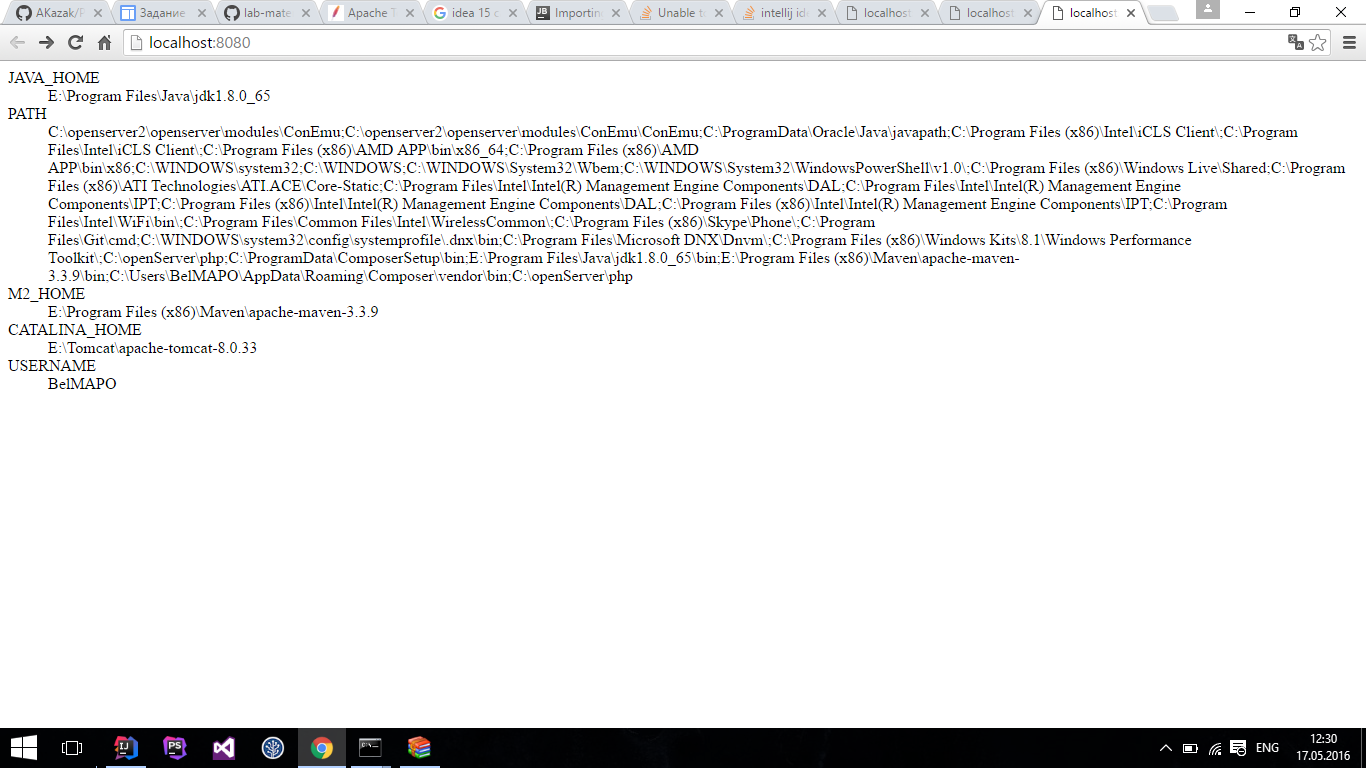 AKazak/P
Задание
lab-mate
Apache T
idea 15 c
Importin
Unable to
intellij id
localhost
localhost
localhost
localhost:8080
JAVA_HOME
E:\Program Files\Java\jdk1.8.0_65
PATH
C:\openserver2\openserver\modules\ConEmu;C:\openserver2\openserver\modules\ConEmu\ConEmu;C:\ProgramData\Oracle\Java\javapath;C:\Program Files (x86)\Intel\iCLS Client\;C:\Program
Files\Intel\iCLS Client\;C:\Program Files (x86)\AMD APP\bin\x86_64;C:\Program Files (x86)\AMD
APP\bin\x86;C:\WINDOWS\system32;C:\WINDOWS;C:\WINDOWS\System32\Wbem;C:\WINDOWS\System32\WindowsPowerShell\v1.0\;C:\Program Files (x86)\Windows Live\Shared;C:\Program
Files (x86)\ATI Technologies\ATI.ACE\Core-Static;C:\Program Files\Intel\Intel(R) Management Engine Components\DAL;C:\Program Files\Intel\Intel(R) Management Engine
Components\IPT;C:\Program Files (x86)\Intel\Intel(R) Management Engine Components\DAL;C:\Program Files (x86)\Intel\Intel(R) Management Engine Components\IPT;C:\Program
Files\Intel\WiFi\bin\;C:\Program Files\Common Files\Intel\WirelessCommon\;C:\Program Files (x86)\Skype\Phone\;C:\Program
Files\Git\cmd;C:\WINDOWS\system32\config\systemprofile\.dnx\bin;C:\Program Files\Microsoft DNX\Dnvm\;C:\Program Files (x86)\Windows Kits\8.1\Windows Performance
Toolkit\;C:\openServer\php;C:\ProgramData\ComposerSetup\bin;E:\Program Files\Java\jdk1.8.0_65\bin;E:\Program Files (x86)\Maven\apache-maven-
3.3.9\bin;C:\Users\BelMAPO\AppData\Roaming\Composer\vendor\bin;C:\openServer\php
M2_HOME
E:\Program Files (x86)\Maven\apache-maven-3.3.9
CATALINA_HOME
E:\Tomcat\apache-tomcat-8.0.33
USERNAME
BelMAPO
ENG
12:30
17.05.2016